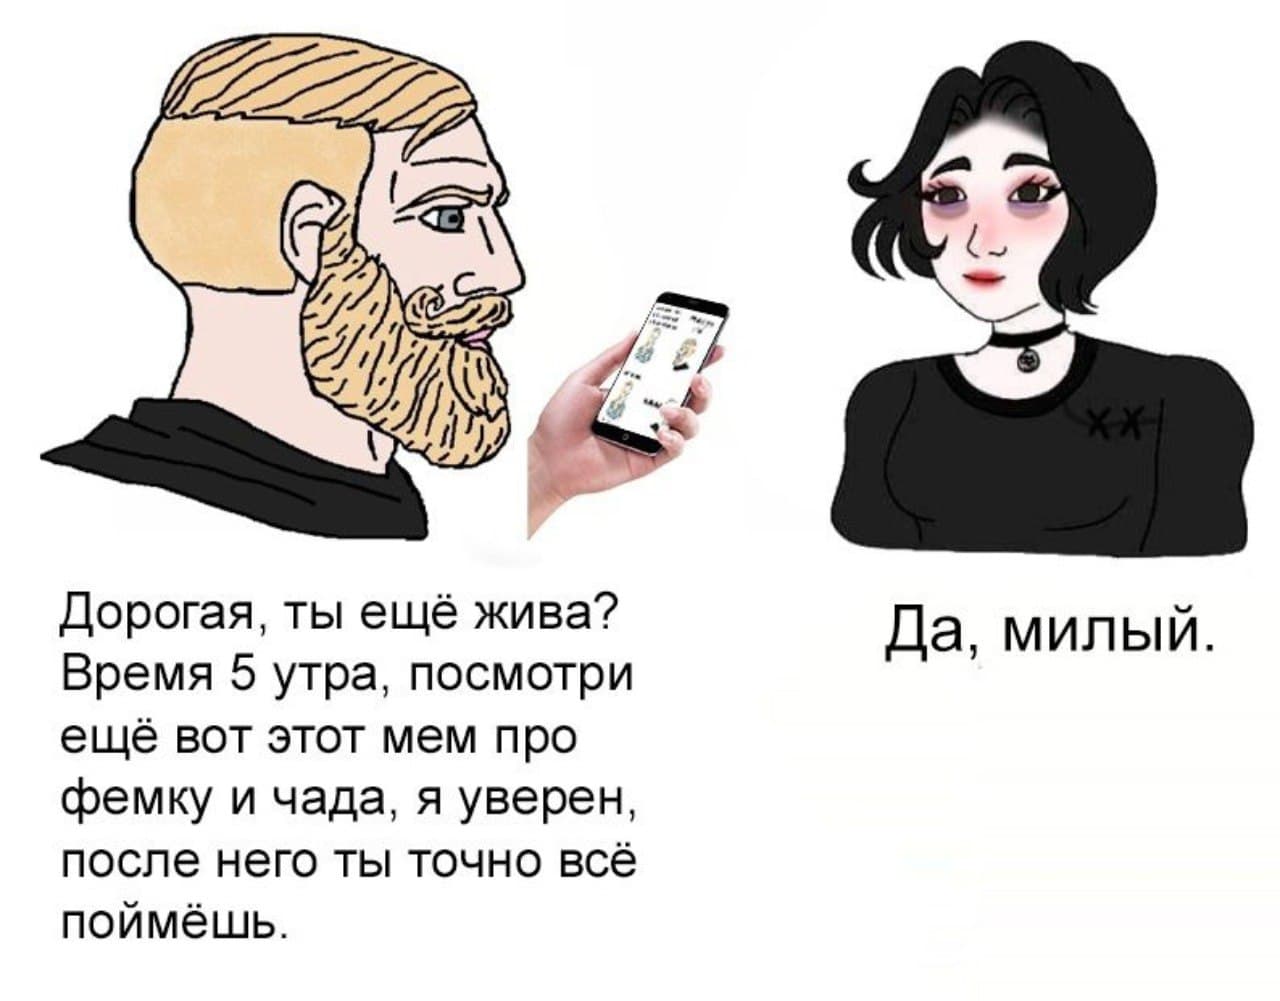 Дорогая, ты ещё жива?
Время 5 утра, посмотри
ещё вот этот мем про
фемку и чада, я уверен,
после него ты точно всё
поймёшь.
Да, милый.